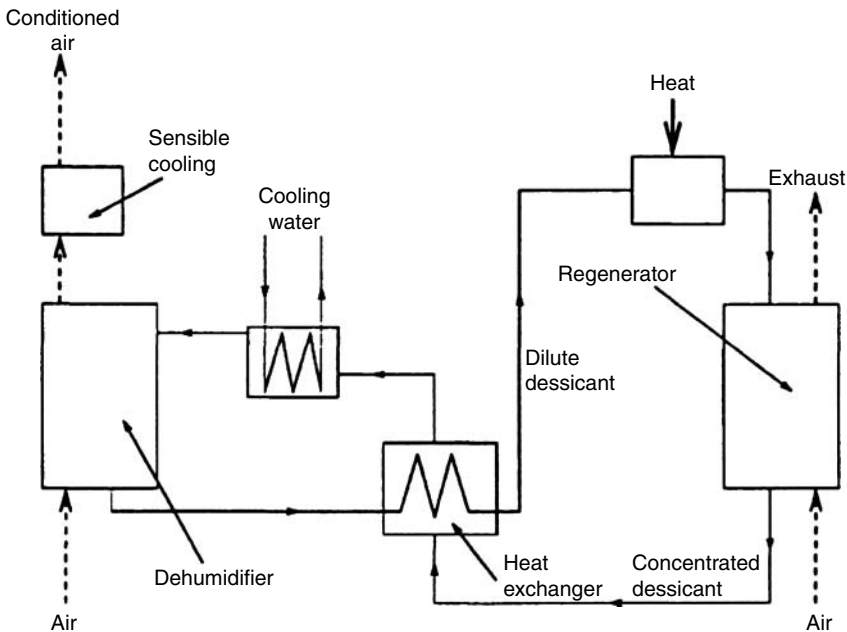 Conditioned
air
Sensible
cooling
Cooling
water
Heat
Exhaust
Regenerator
Dilute
dessicant
Dehumidifier
Heat
exchanger
Concentrated
dessicant
Air
Air